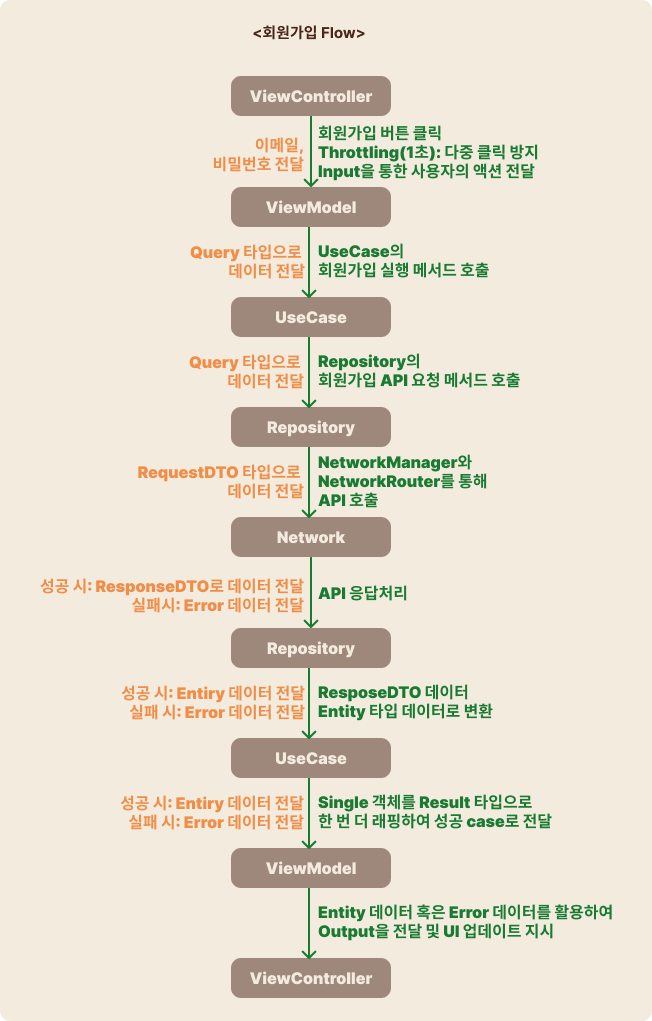 <회원가입 Flow>
ViewController
이메일,
비밀번호 전달
회원가입 버튼 클릭
Throttling(1초): 다중 클릭 방지
Input을 통한 사용자의 액션 전달
ViewModel
Query 타입으로
데이터 전달
UseCase의
회원가입 실행 메서드 호출
UseCase
Query 타입으로
데이터 전달
Repository의
회원가입 API 요청 메서드 호출
Repository
RequestDTO 타입으로
데이터 전달
NetworkManager와
NetworkRouter를 통해
API 호출
Network
성공 시: ResponseDTO로 데이터 전달
실패시: Error 데이터 전달
API 응답처리
Repository
성공 시: Entiry 데이터 전달
실패 시: Error 데이터 전달
ResposeDTO 데이터
Entity 타입 데이터로 변환
UseCase
성공 시: Entiry 데이터 전달
실패 시: Error 데이터 전달
Single 객체를 Result 타입으로
한 번 더 래핑하여 성공 case로 전달
ViewModel
Entity 데이터 혹은 Error 데이터를 활용하여
Output을 전달 및 UI 업데이트 지시
ViewController